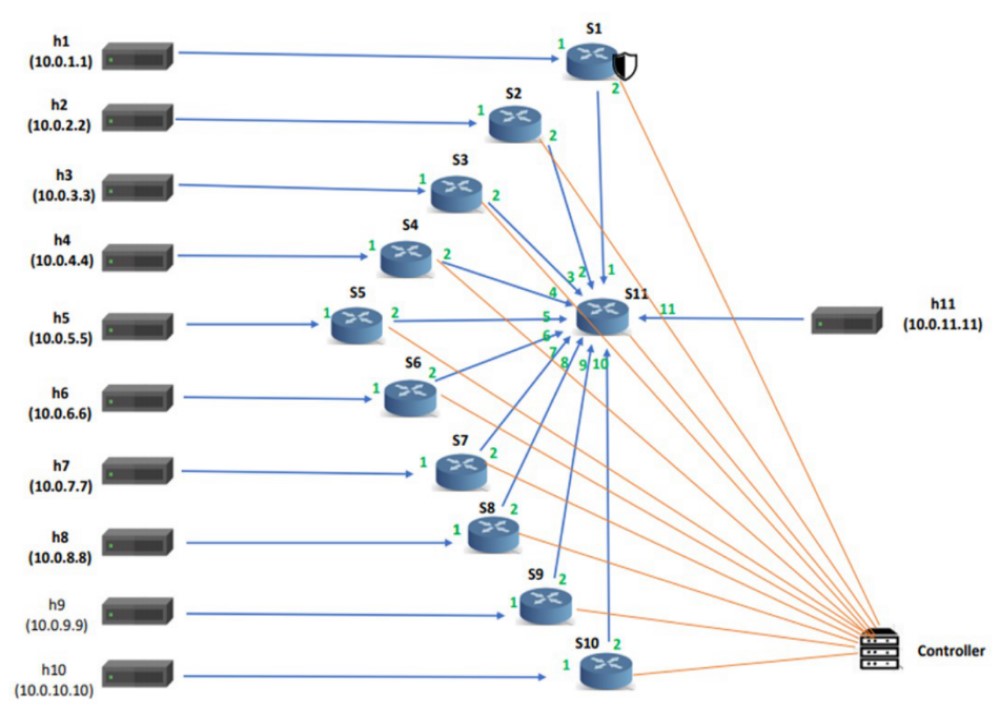 S1
h1
(10.0.1.1)
1
2
h2
(10.0.2.2)
S2
1
2
h3
(10.0.3.3)
S3
1
2
h4
(10.0.4.4)
S4
1
2
h5
(10.0.5.5)
S5
1
2
S11
1
2
3
4
5
6
7
8
9
10
11
h11
(10.0.11.11)
h6
(10.0.6.6)
S6
1
2
h7
(10.0.7.7)
S7
1
2
h8
(10.0.8.8)
S8
1
2
h9
(10.0.9.9)
S9
1
2
h10
(10.0.10.10)
S10
1
2
Controller